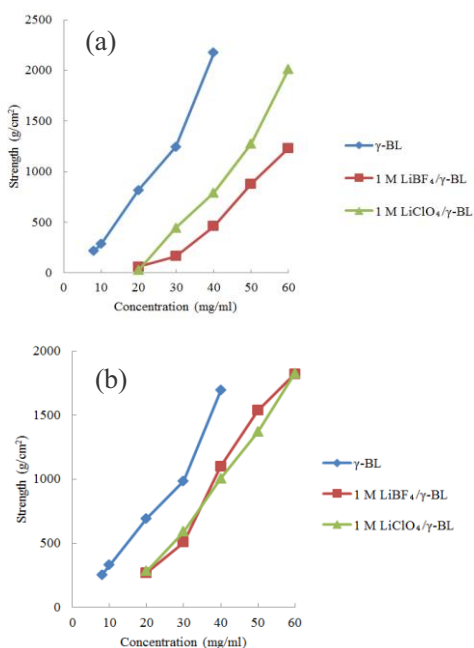 (a)
2500
2000
1500
1000
500
0
Strength (g/cm²)
0 10 20 30 40 50 60
Concentration (mg/ml)
γ-BL
1 M LiBF₄/γ-BL
1 M LiClO₄/γ-BL
(b)
2000
1500
1000
500
0
Strength (g/cm²)
0 10 20 30 40 50 60
Concentration (mg/ml)
γ-BL
1 M LiBF₄/γ-BL
1 M LiClO₄/γ-BL